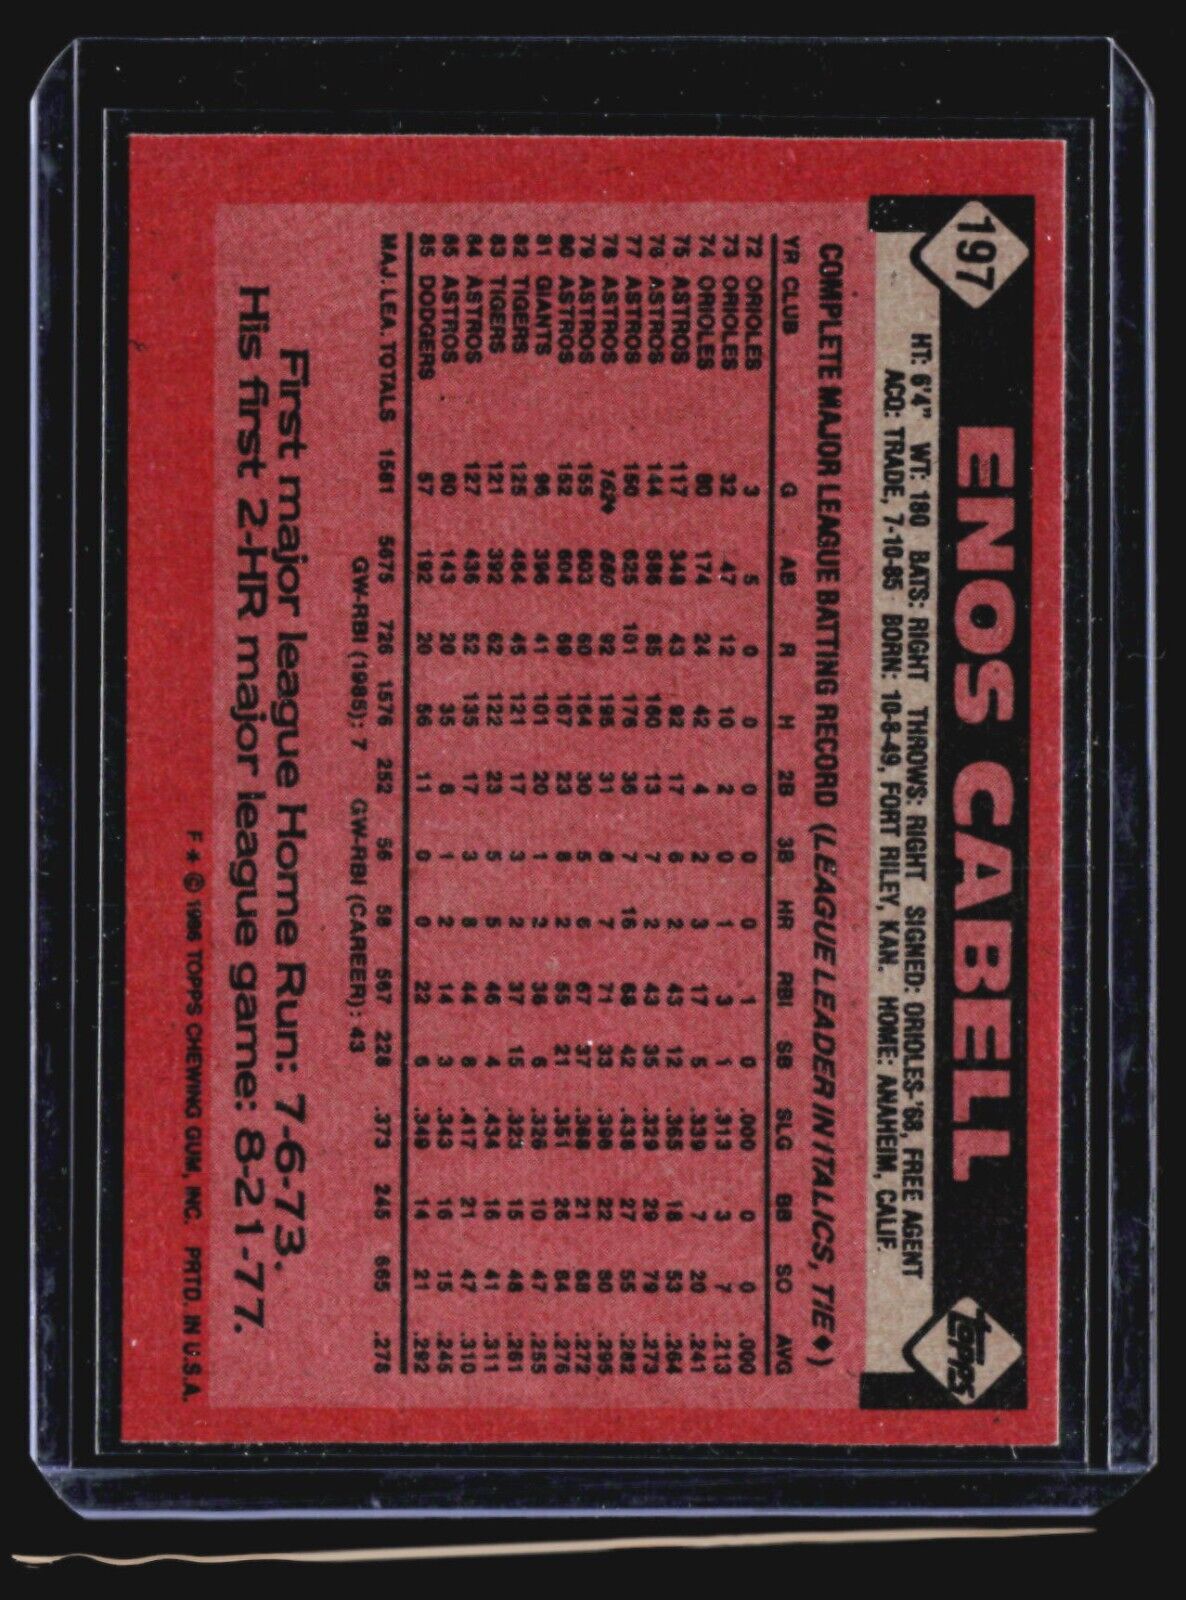 197
ENOS CABELL
topps
HT: 6'4" WT: 180 BATS: RIGHT THROWS: RIGHT SIGNED: ORIOLES-'68, FREE AGENT
ACQ: TRADE, 7-10-85 BORN: 10-8-49, FORT RILEY, KAN. HOME: ANAHEIM, CALIF.
COMPLETE MAJOR LEAGUE BATTING RECORD (LEAGUE LEADER IN ITALICS, TIE♦)
YR CLUB G AB R H 2B 3B HR RBI SB SLG BB SO AVG
72 ORIOLES 3 5 0 0 0 0 0 1 0 .000 0 0 .000
73 ORIOLES 32 47 12 10 2 0 1 3 1 .313 3 7 .213
74 ORIOLES 80 174 24 42 4 2 3 17 5 .339 7 20 .241
75 ASTROS 117 348 43 92 17 6 2 43 12 .365 18 53 .264
76 ASTROS 144 586 85 160 13 7 2 43 35 .329 29 79 .273
77 ASTROS 150 625 101 176 36 7 16 68 42 .438 27 55 .282
78 ASTROS 162♦ 660 92 195 31 8 7 71 33 .396 22 80 .295
79 ASTROS 155 603 60 164 30 5 6 67 37 .368 21 68 .272
80 ASTROS 152 604 69 167 23 8 2 55 21 .351 26 84 .276
81 GIANTS 96 396 41 101 20 1 2 36 6 .326 10 47 .255
82 TIGERS 125 464 45 121 17 3 2 37 15 .323 15 48 .261
83 TIGERS 121 392 62 122 23 5 5 46 4 .434 16 41 .311
84 ASTROS 127 436 52 135 17 3 8 44 8 .417 21 47 .310
85 ASTROS 60 143 20 35 8 1 2 14 3 .343 16 15 .245
85 DODGERS 57 192 20 56 11 0 0 22 6 .349 14 21 .292
MAJ. LEA. TOTALS 1581 5675 726 1576 252 56 58 567 228 .373 245 665 .278
GW-RBI (1985): 7 GW-RBI (CAREER): 43
First major league Home Run: 7-6-73.
His first 2-HR major league game: 8-21-77.
F * © 1986 TOPPS CHEWING GUM, INC. PRTD. IN U.S.A.